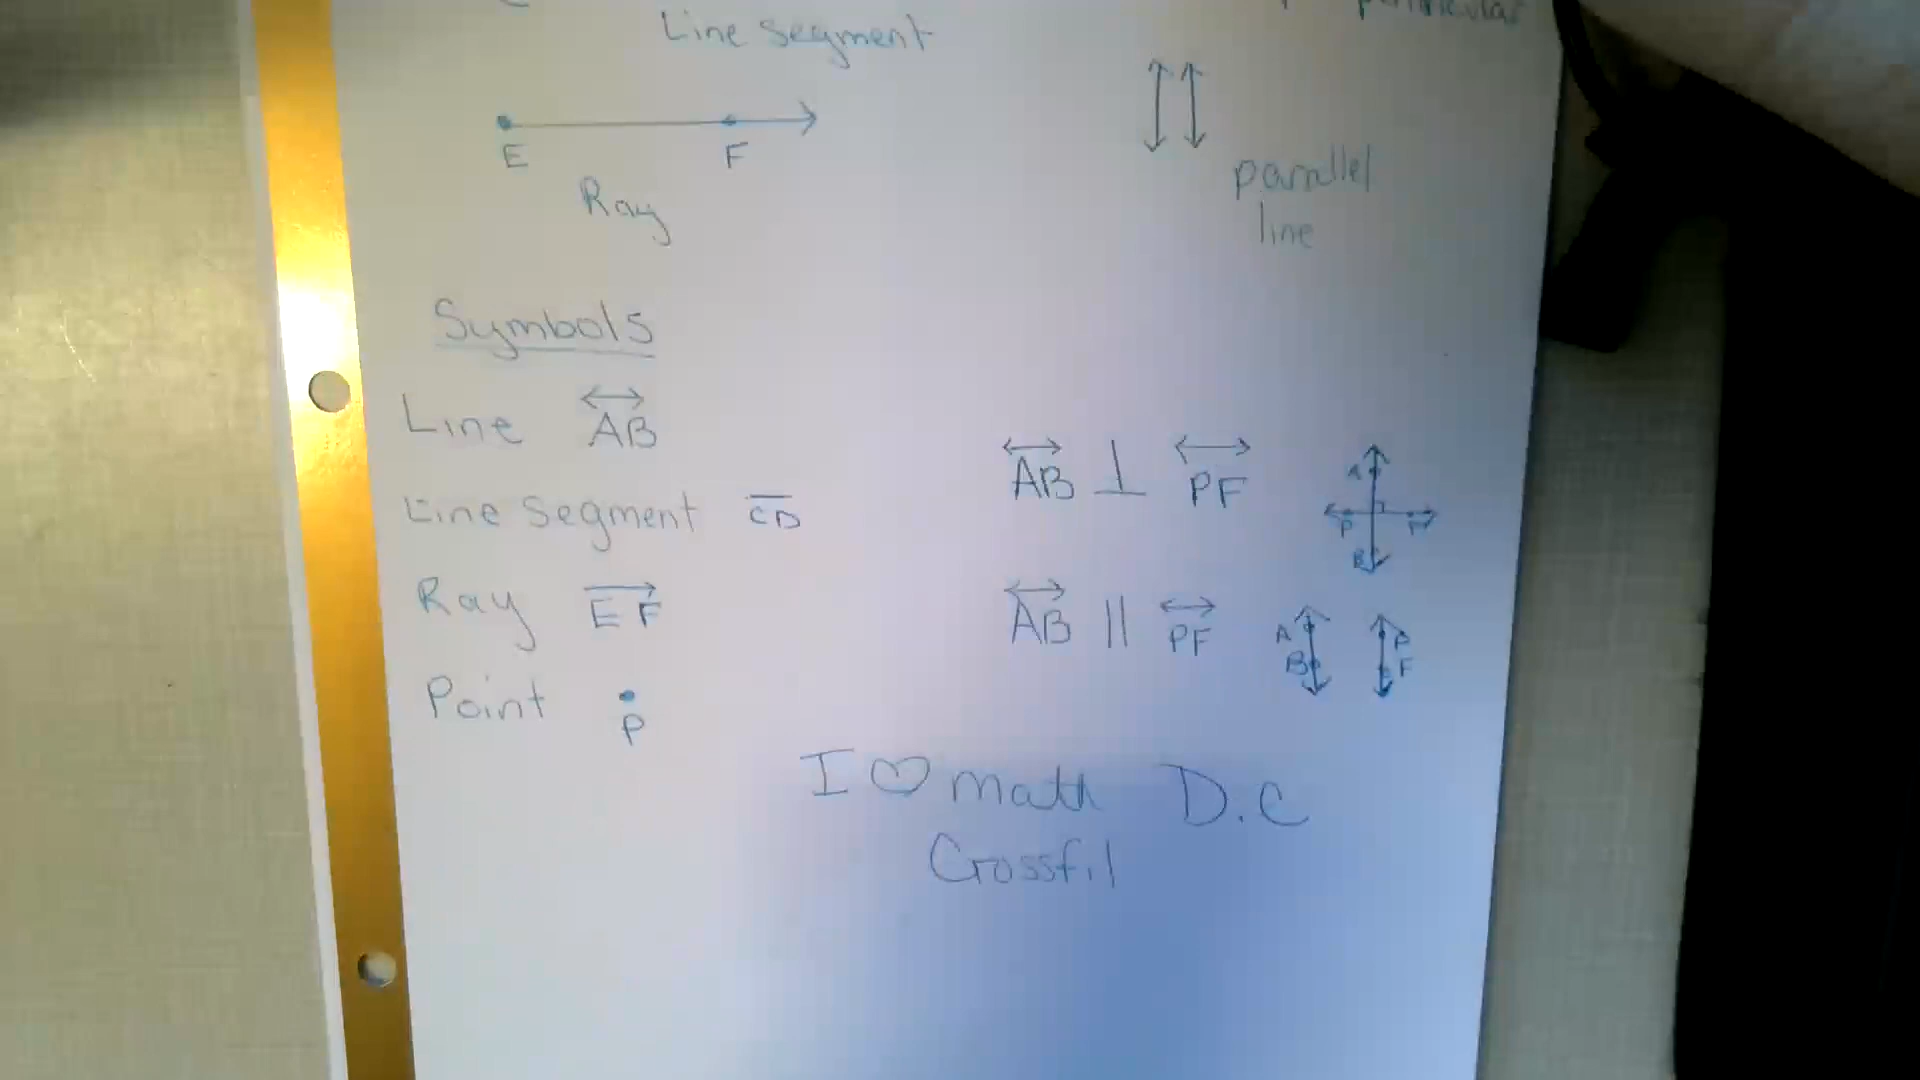 Line Segment
E F
Ray
parallel
line
Symbols
Line AB
Line Segment CD
Ray EF
Point P
AB ⊥ PF
A
P F
B
AB || PF
A P
B F
I ♡ math D.C
Crossfit